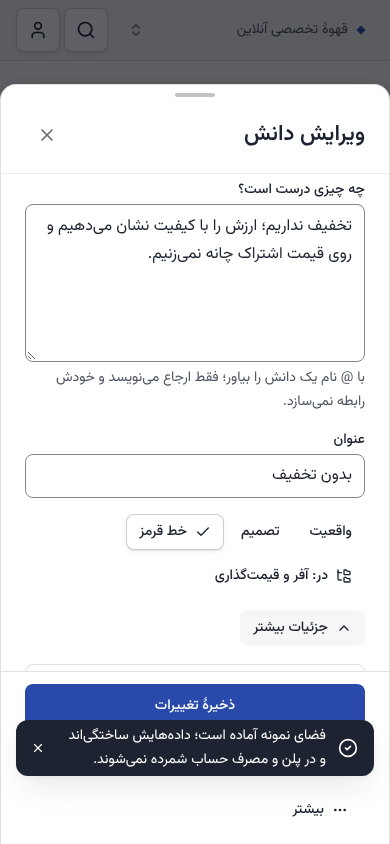 قهوهٔ تخصصی آنلاین
ویرایش دانش
چه چیزی درست است؟
تخفیف نداریم؛ ارزش را با کیفیت نشان می‌دهیم و
روی قیمت اشتراک چانه نمی‌زنیم.
با @ نام یک دانش را بیاور؛ فقط ارجاع می‌نویسد و خودش
رابطه نمی‌سازد.
عنوان
بدون تخفیف
واقعیت تصمیم خط قرمز
در: آفر و قیمت‌گذاری
جزئیات بیشتر
ذخیرهٔ تغییرات
فضای نمونه آماده است؛ داده‌هایش ساختگی‌اند
و در پلن و مصرف حساب شمرده نمی‌شوند.
بیشتر